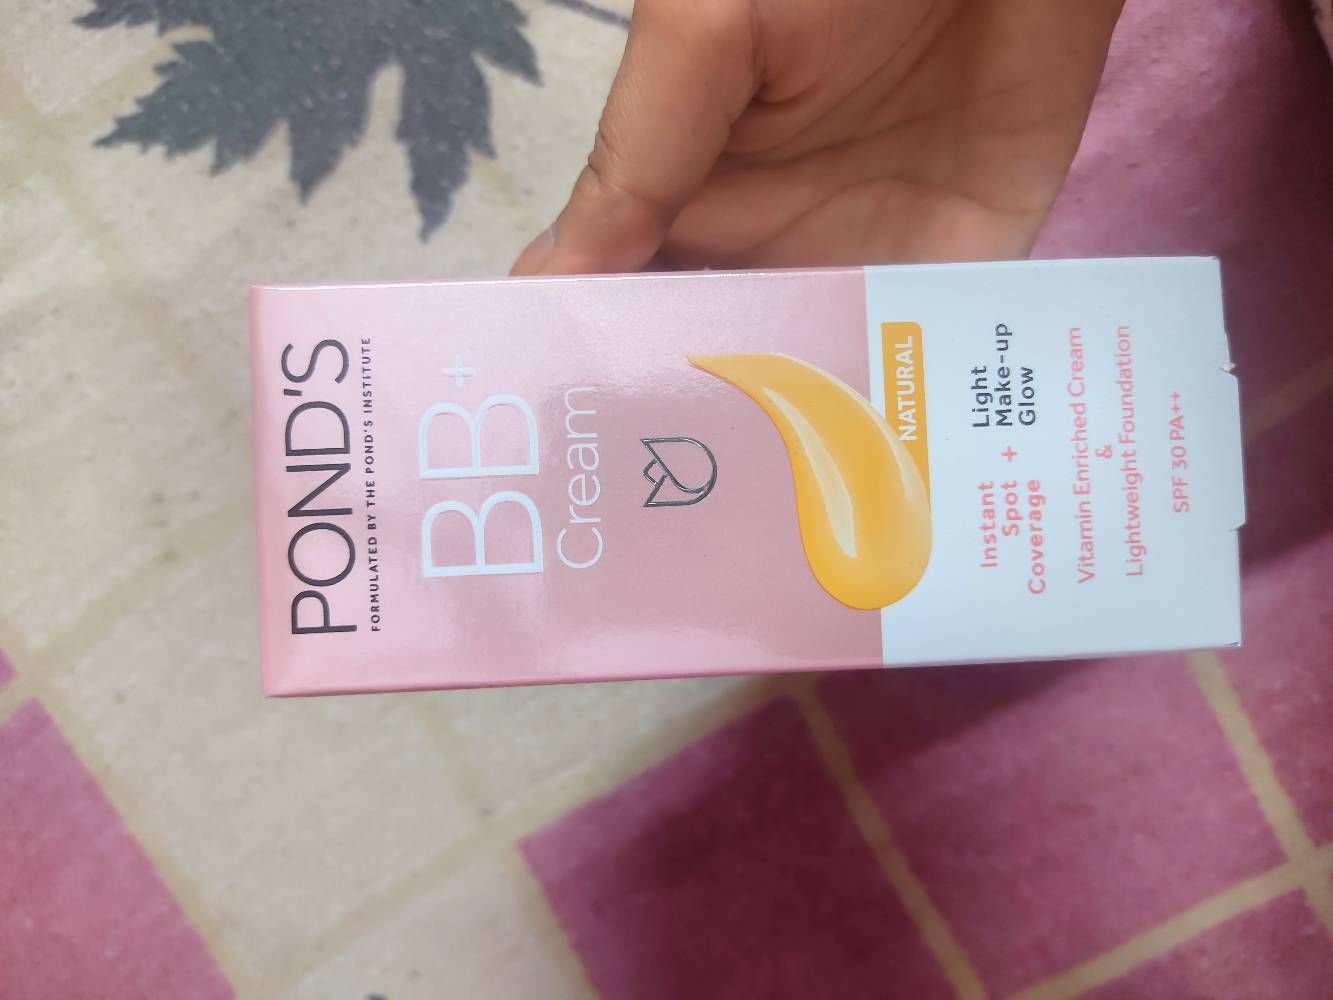 POND'S
FORMULATED BY THE POND'S INSTITUTE
BB+
Cream
NATURAL
Instant
Spot
Coverage
+
Light
Make-up
Glow
Vitamin Enriched Cream
&
Lightweight Foundation
SPF 30 PA++